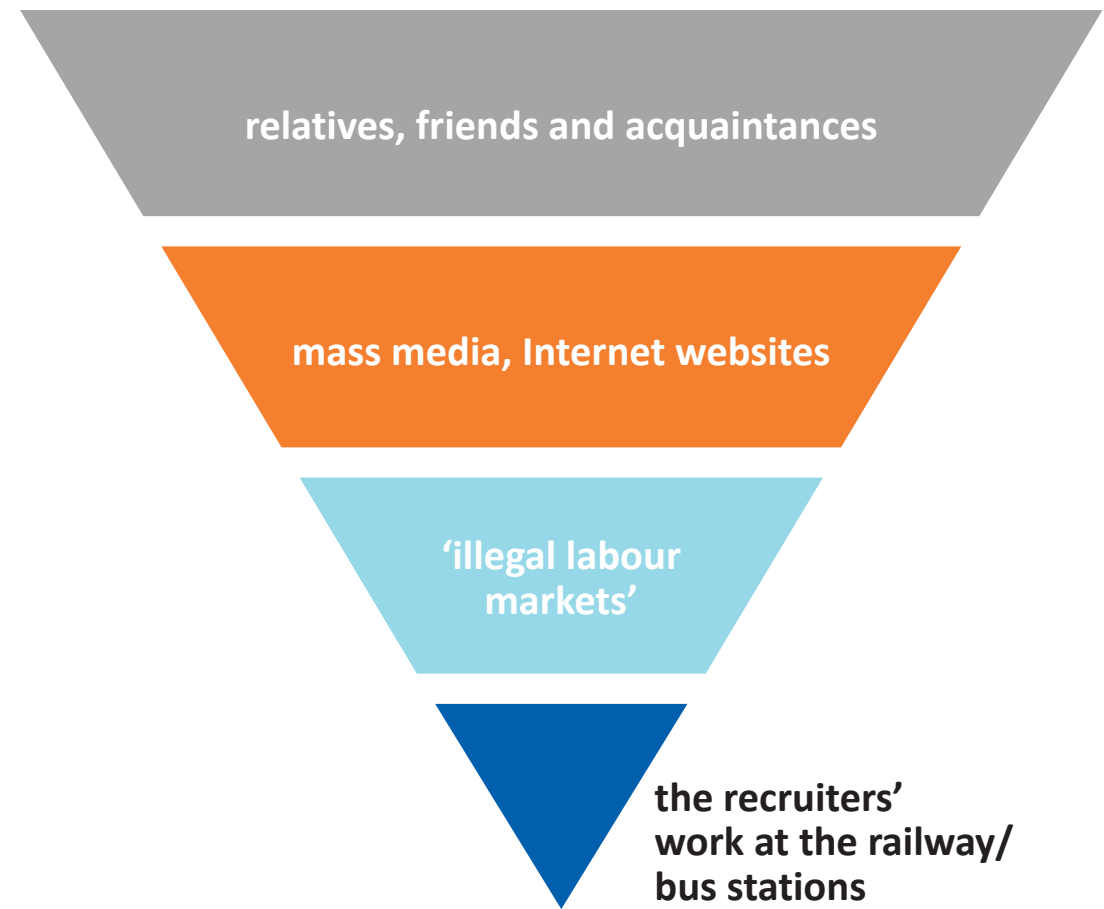 relatives, friends and acquaintances
mass media, Internet websites
‘illegal labour
markets’
the recruiters’
work at the railway/
bus stations